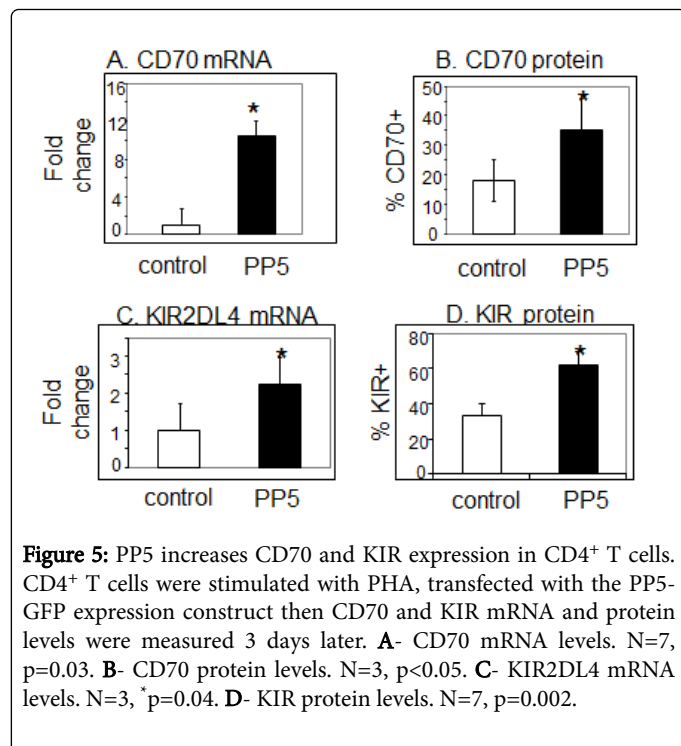 A. CD70 mRNA
B. CD70 protein
16
12
8
4
0
Fold
change
*
control PP5
50
40
30
20
10
0
% CD70+
*
control PP5
C. KIR2DL4 mRNA
D. KIR protein
3
2
1
0
Fold
change
*
control PP5
80
60
40
20
0
% KIR+
*
control PP5
Figure 5: PP5 increases CD70 and KIR expression in CD4⁺ T cells.
CD4⁺ T cells were stimulated with PHA, transfected with the PP5-
GFP expression construct then CD70 and KIR mRNA and protein
levels were measured 3 days later. A- CD70 mRNA levels. N=7,
p=0.03. B- CD70 protein levels. N=3, p<0.05. C- KIR2DL4 mRNA
levels. N=3, *p=0.04. D- KIR protein levels. N=7, p=0.002.